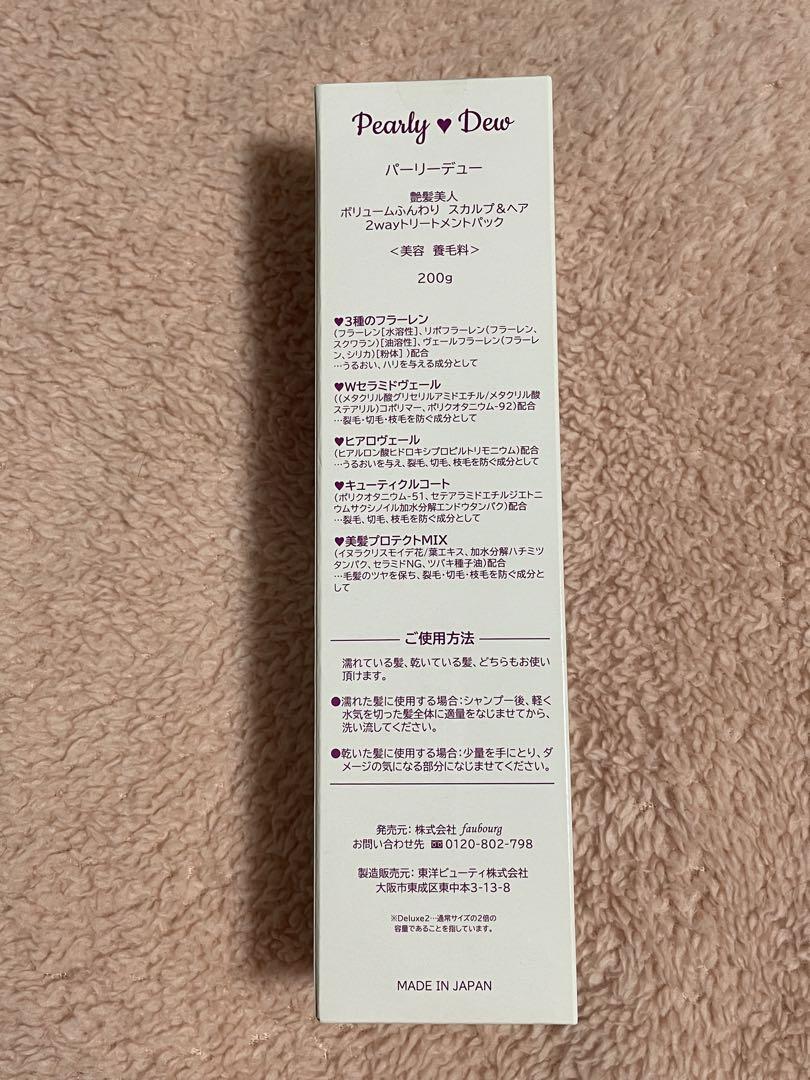 Pearly ♥ Dew
パーリーデュー
艶髪美人
ボリュームふんわり スカルプ＆ヘア
2wayトリートメントパック
＜美容 養毛料＞
200g
♥3種のフラーレン
(フラーレン[水溶性]、リポフラーレン(フラーレン、
スクワラン)[油溶性]、ヴェールフラーレン(フラーレ
ン、シリカ)[粉体] )配合
…うるおい、ハリを与える成分として
♥Wセラミドヴェール
((メタクリル酸グリセリルアミドエチル/メタクリル酸
ステアリル)コポリマー、ポリクオタニウム-92)配合
…裂毛・切毛・枝毛を防ぐ成分として
♥ヒアロヴェール
(ヒアルロン酸ヒドロキシプロピルトリモニウム)配合
…うるおいを与え、裂毛、切毛、枝毛を防ぐ成分として
♥キューティクルコート
(ポリクオタニウム-51、セテアラミドエチルジエトニ
ウムサクシノイル加水分解エンドウタンパク)配合
…裂毛、切毛、枝毛を防ぐ成分として
♥美髪プロテクトMIX
(イヌラクリスモイデ花/葉エキス、加水分解ハチミツ
タンパク、セラミドNG、ツバキ種子油)配合
…毛髪のツヤを保ち、裂毛・切毛・枝毛を防ぐ成分と
して
ご使用方法
濡れている髪、乾いている髪、どちらもお使い
頂けます。
●濡れた髪に使用する場合：シャンプー後、軽く
水気を切った髪全体に適量をなじませてから、
洗い流してください。
●乾いた髪に使用する場合：少量を手にとり、ダ
メージの気になる部分になじませてください。
発売元：株式会社 faubourg
お問い合わせ先 0120-802-798
製造販売元：東洋ビューティ株式会社
大阪市東成区東中本3-13-8
※Deluxe2…通常サイズの2倍の
容量であることを指しています。
MADE IN JAPAN